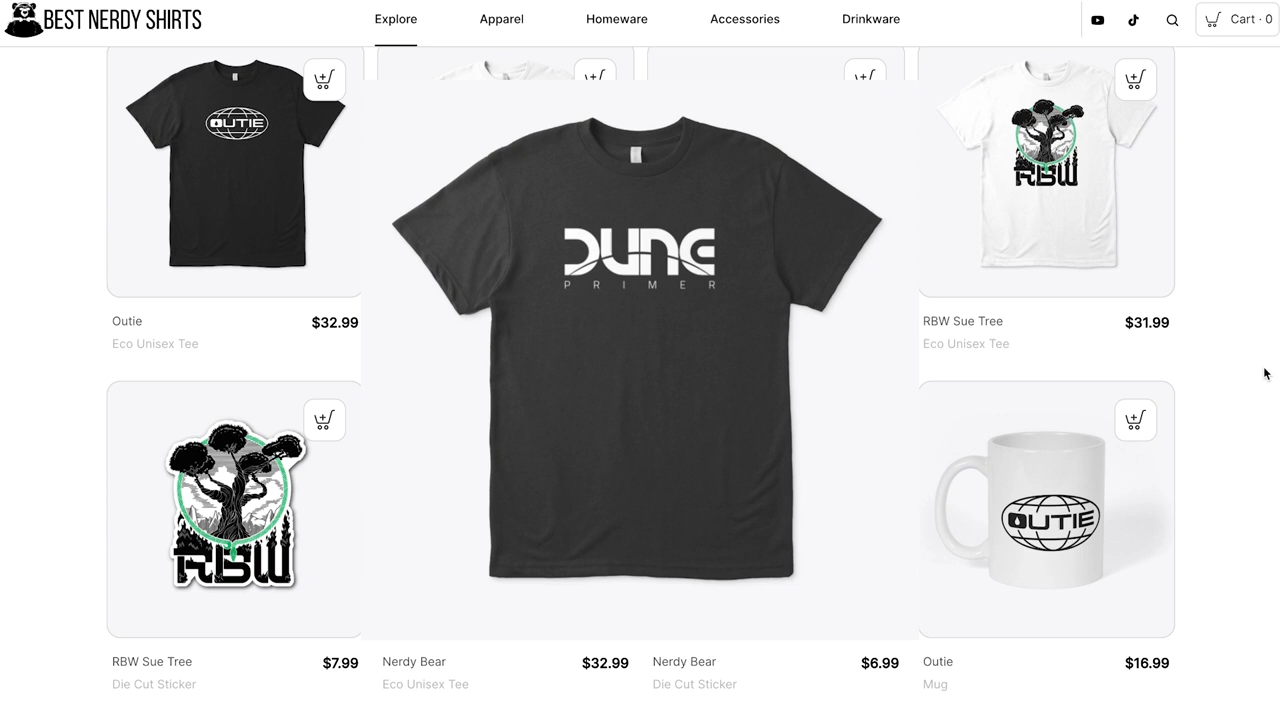 BEST NERDY SHIRTS
Explore
Apparel
Homeware
Accessories
Drinkware
Cart · 0
OUTIE
DUNE
PRIMER
RBW
Outie
$32.99
Eco Unisex Tee
RBW Sue Tree
$31.99
Eco Unisex Tee
RBW
OUTIE
RBW Sue Tree
$7.99
Die Cut Sticker
Nerdy Bear
$32.99
Eco Unisex Tee
Nerdy Bear
$6.99
Die Cut Sticker
Outie
$16.99
Mug